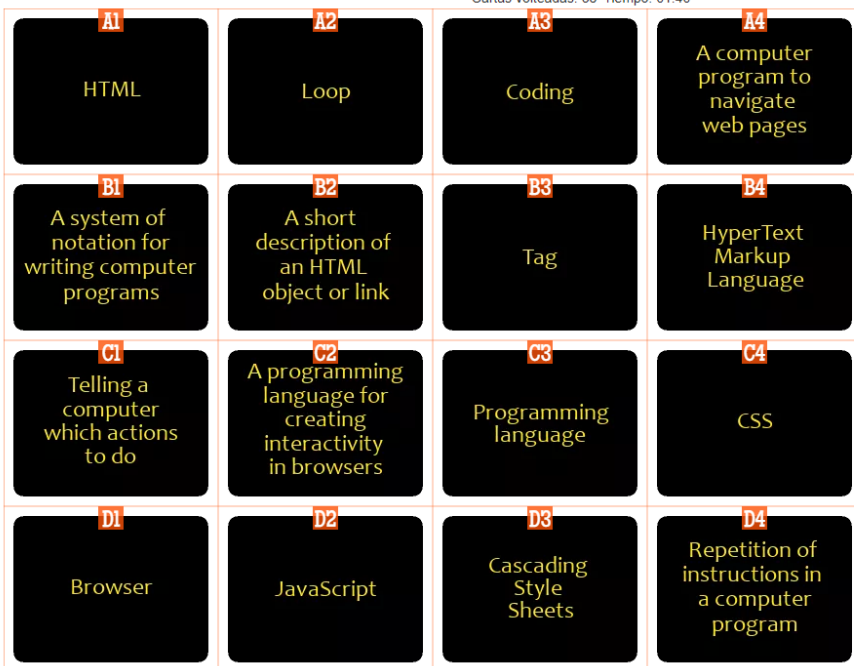 A1
HTML
A2
Loop
A3
Coding
A4
A computer
program to
navigate
web pages
B1
A system of
notation for
writing computer
programs
B2
A short
description of
an HTML
object or link
B3
Tag
B4
HyperText
Markup
Language
C1
Telling a
computer
which actions
to do
C2
A programming
language for
creating
interactivity
in browsers
C3
Programming
language
C4
CSS
D1
Browser
D2
JavaScript
D3
Cascading
Style
Sheets
D4
Repetition of
instructions in
a computer
program